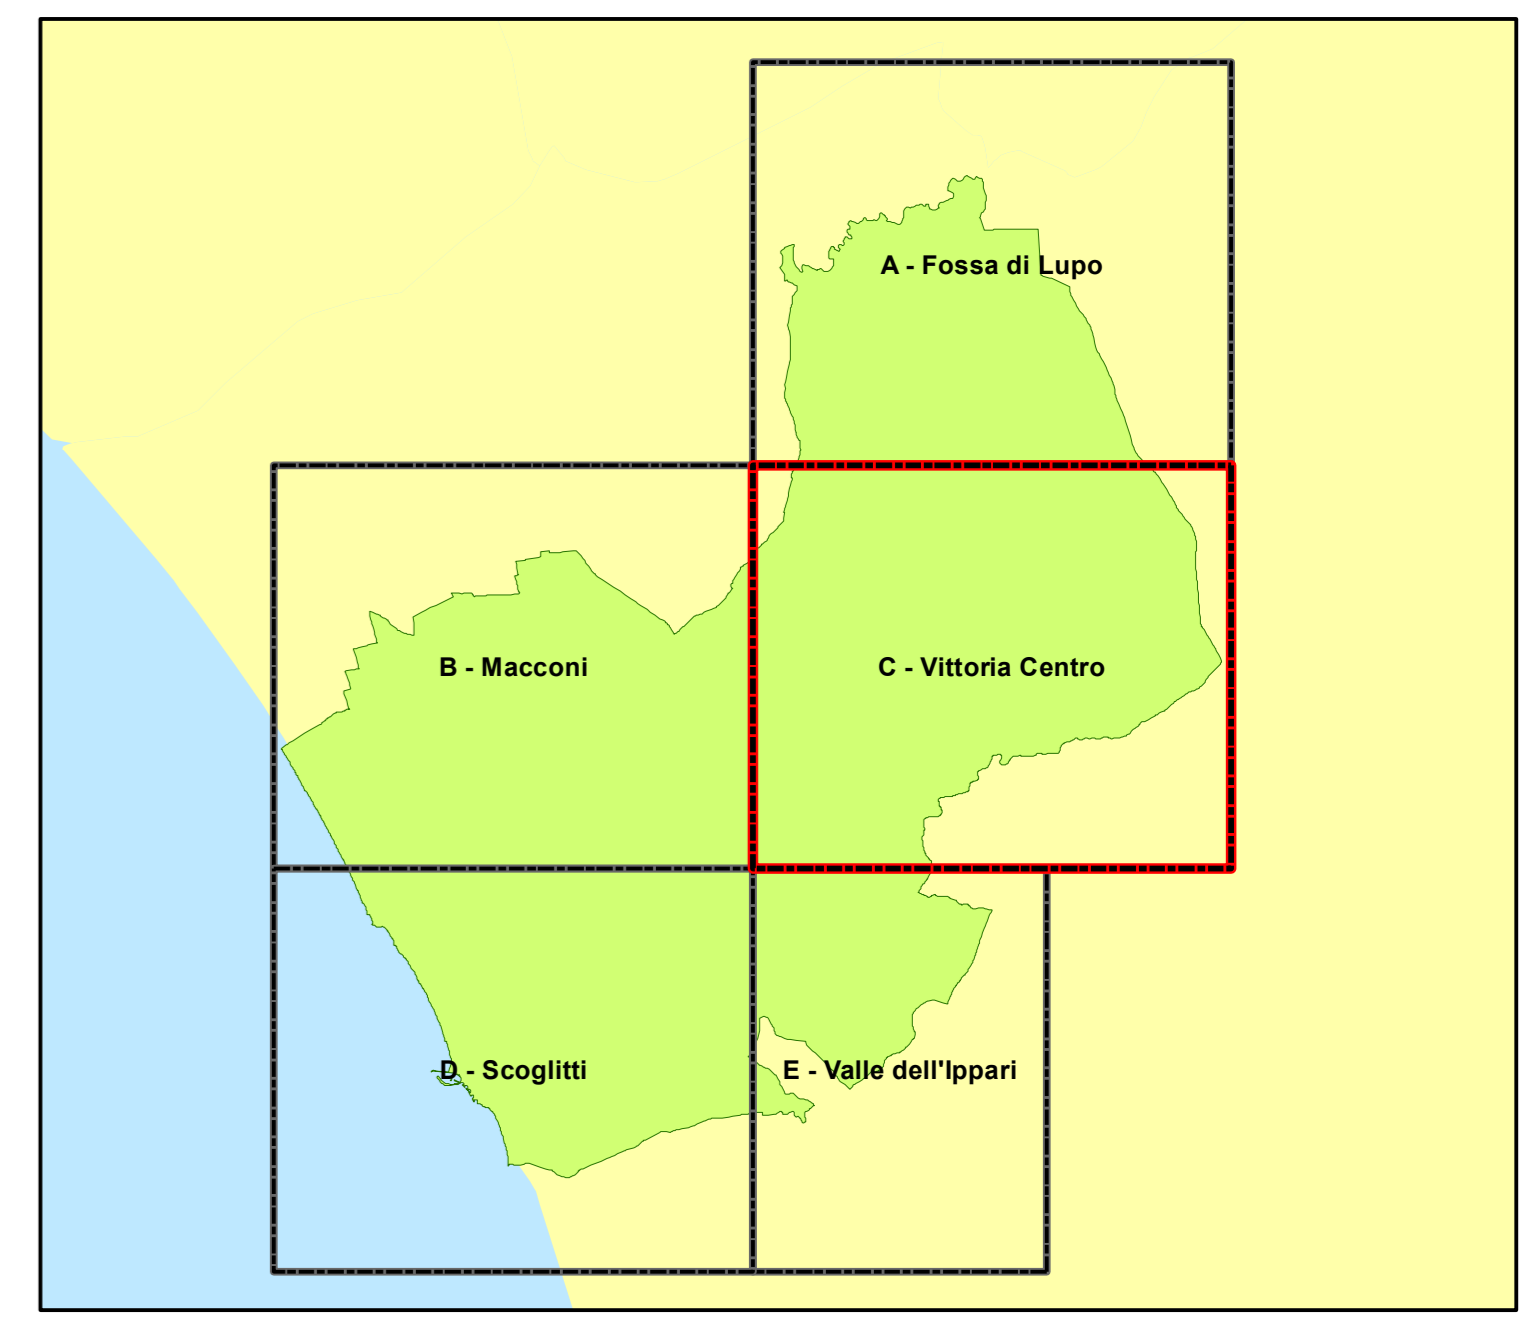 A - Fossa di Lupo
B - Macconi
C - Vittoria Centro
D - Scoglitti
E - Valle dell'Ippari